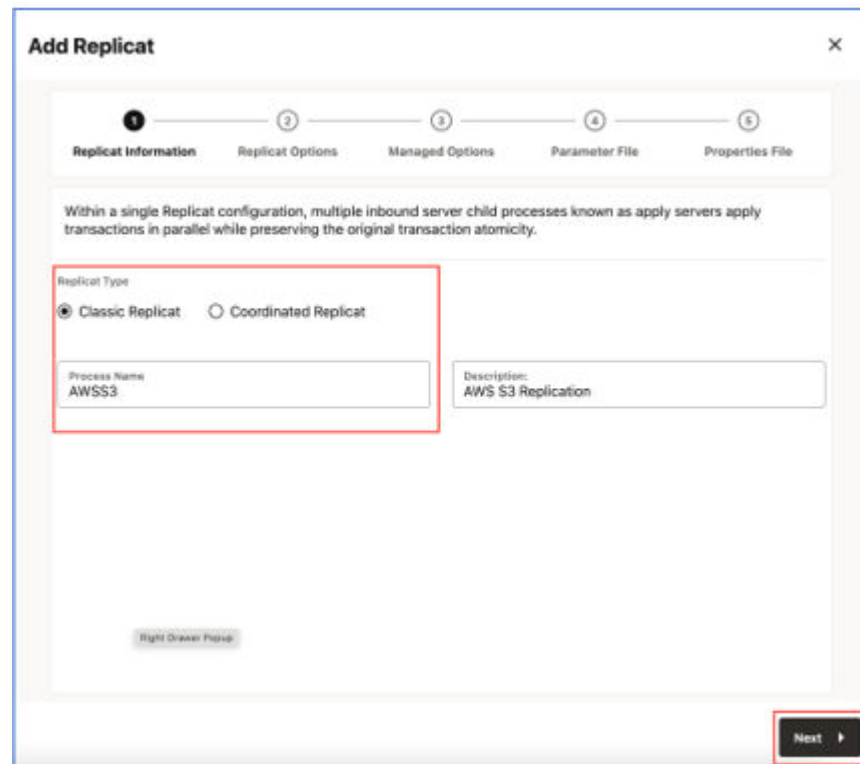 Add Replicat
1 2 3 4 5
Replicat Information Replicat Options Managed Options Parameter File Properties File
Within a single Replicat configuration, multiple inbound server child processes known as apply servers apply
transactions in parallel while preserving the original transaction atomicity.
Replicat Type
Classic Replicat Coordinated Replicat
Process Name
AWSS3
Description:
AWS S3 Replication
Right Drawer Popup
Next